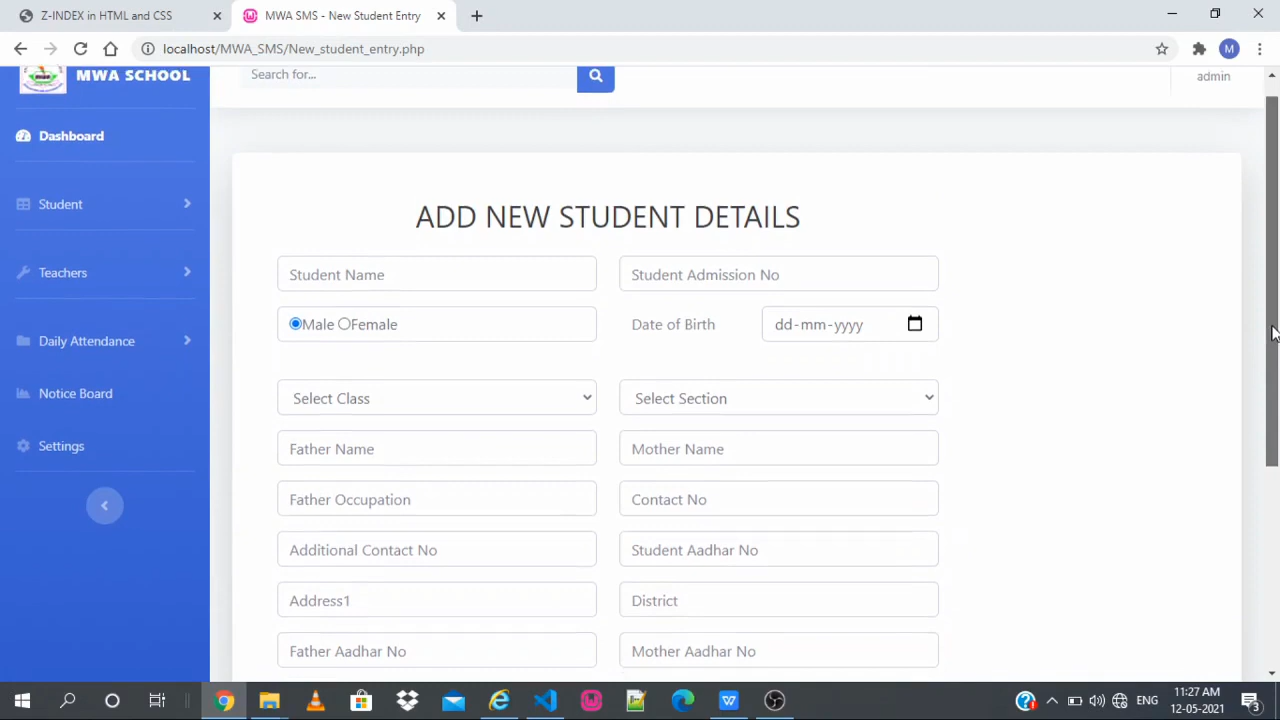 Z-INDEX in HTML and CSS
MWA SMS - New Student Entry
localhost/MWA_SMS/New_student_entry.php
M
MWA SCHOOL
Search for...
admin
Dashboard
Student
Teachers
Daily Attendance
Notice Board
Settings
ADD NEW STUDENT DETAILS
Student Name
Student Admission No
Male Female
Date of Birth
dd-mm-yyyy
Select Class
Select Section
Father Name
Mother Name
Father Occupation
Contact No
Additional Contact No
Student Aadhar No
Address1
District
Father Aadhar No
Mother Aadhar No
ENG
11:27 AM
12-05-2021
3